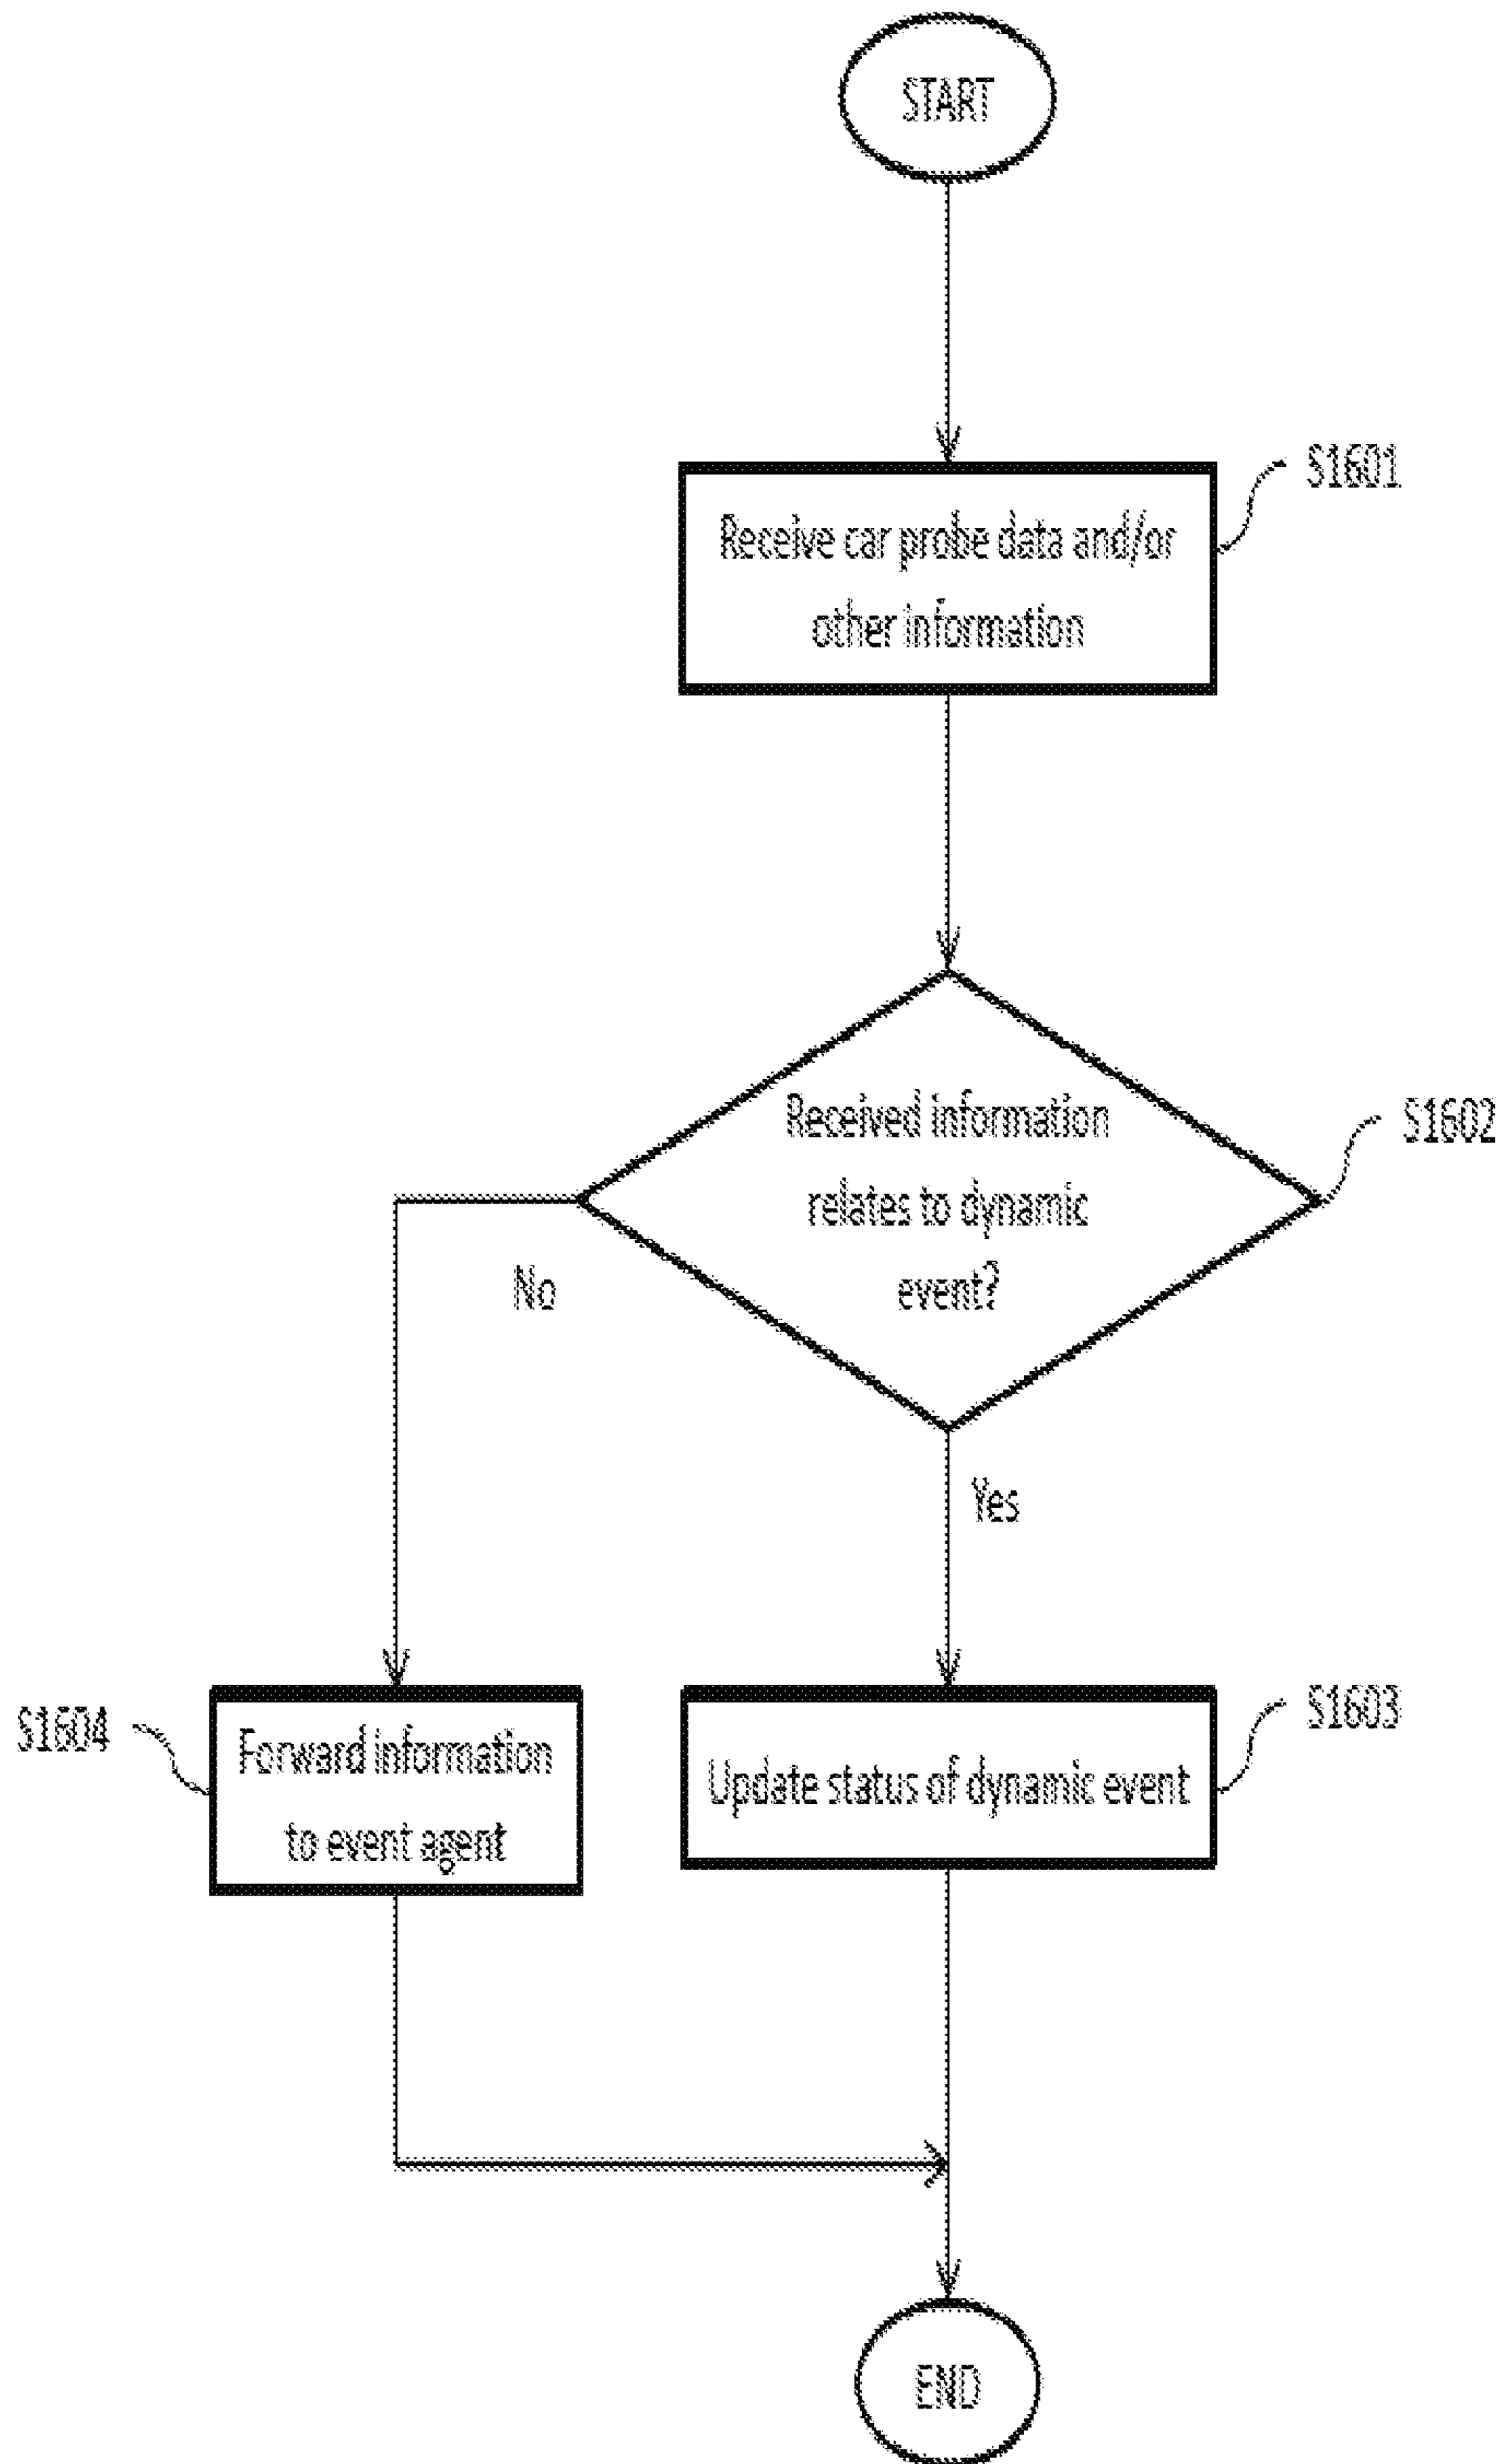 START
S1601
Receive car probe data and/or
other information
Received information
S1602
relates to dynamic
event?
No
Yes
S1604
Forward information
to event agent
S1603
Update status of dynamic event
END